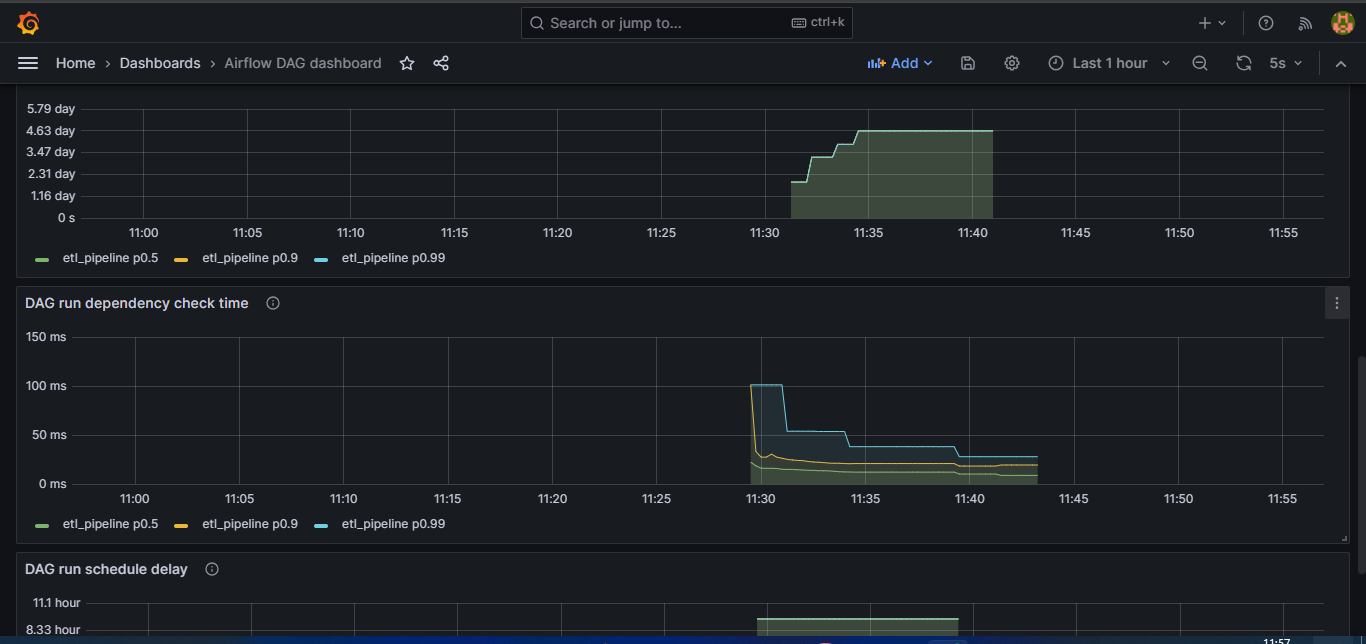 Search or jump to... ctrl+k
Home › Dashboards › Airflow DAG dashboard Add Last 1 hour 5s
5.79 day
4.63 day
3.47 day
2.31 day
1.16 day
0 s
11:00 11:05 11:10 11:15 11:20 11:25 11:30 11:35 11:40 11:45 11:50 11:55
etl_pipeline p0.5 etl_pipeline p0.9 etl_pipeline p0.99
DAG run dependency check time
150 ms
100 ms
50 ms
0 ms
11:00 11:05 11:10 11:15 11:20 11:25 11:30 11:35 11:40 11:45 11:50 11:55
etl_pipeline p0.5 etl_pipeline p0.9 etl_pipeline p0.99
DAG run schedule delay
11.1 hour
8.33 hour
11:57